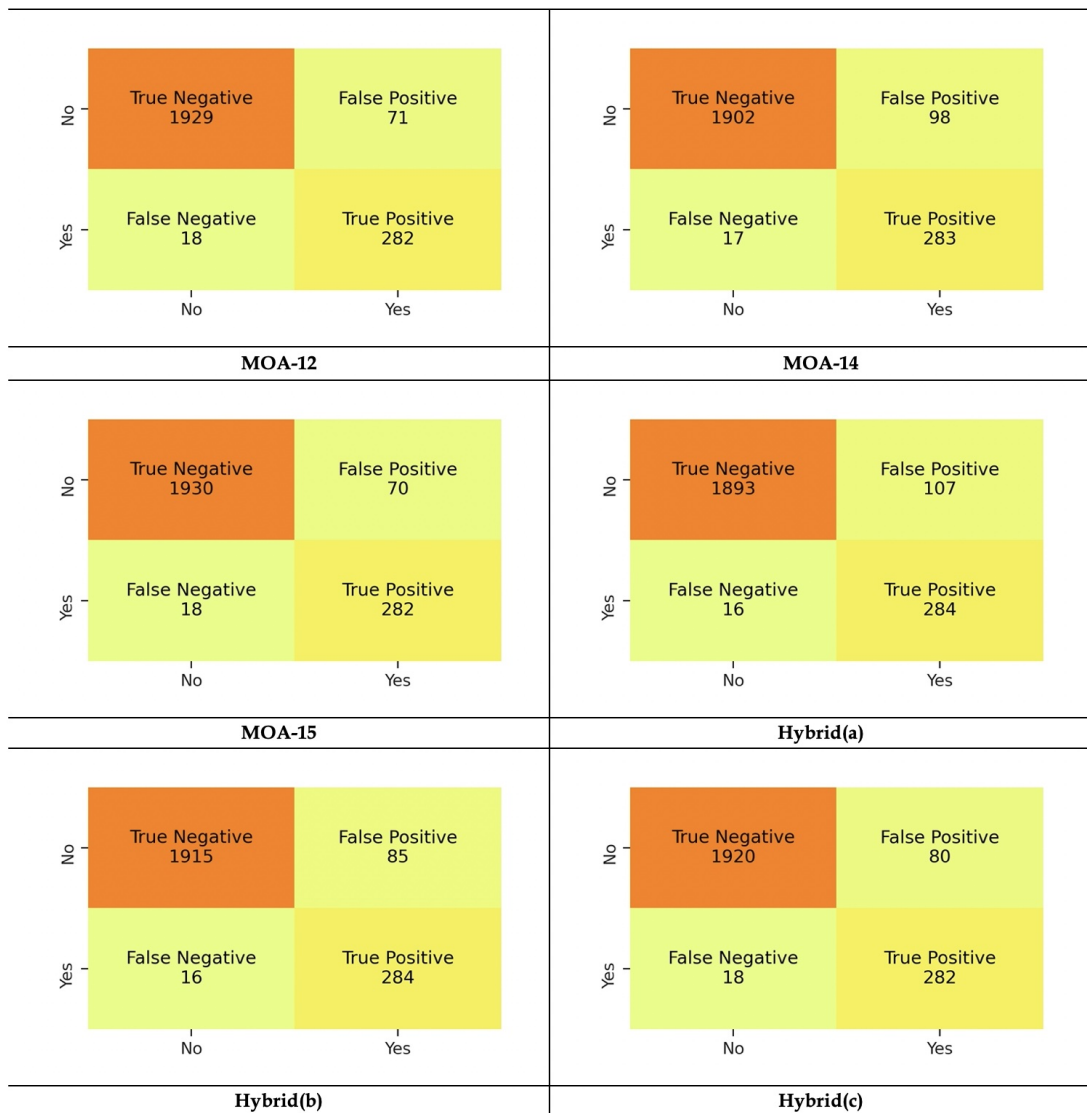 No
True Negative
1929
False Positive
71
Yes
False Negative
18
True Positive
282
No
Yes
MOA-12
No
True Negative
1902
False Positive
98
Yes
False Negative
17
True Positive
283
No
Yes
MOA-14
No
True Negative
1930
False Positive
70
Yes
False Negative
18
True Positive
282
No
Yes
MOA-15
No
True Negative
1893
False Positive
107
Yes
False Negative
16
True Positive
284
No
Yes
Hybrid(a)
No
True Negative
1915
False Positive
85
Yes
False Negative
16
True Positive
284
No
Yes
Hybrid(b)
No
True Negative
1920
False Positive
80
Yes
False Negative
18
True Positive
282
No
Yes
Hybrid(c)